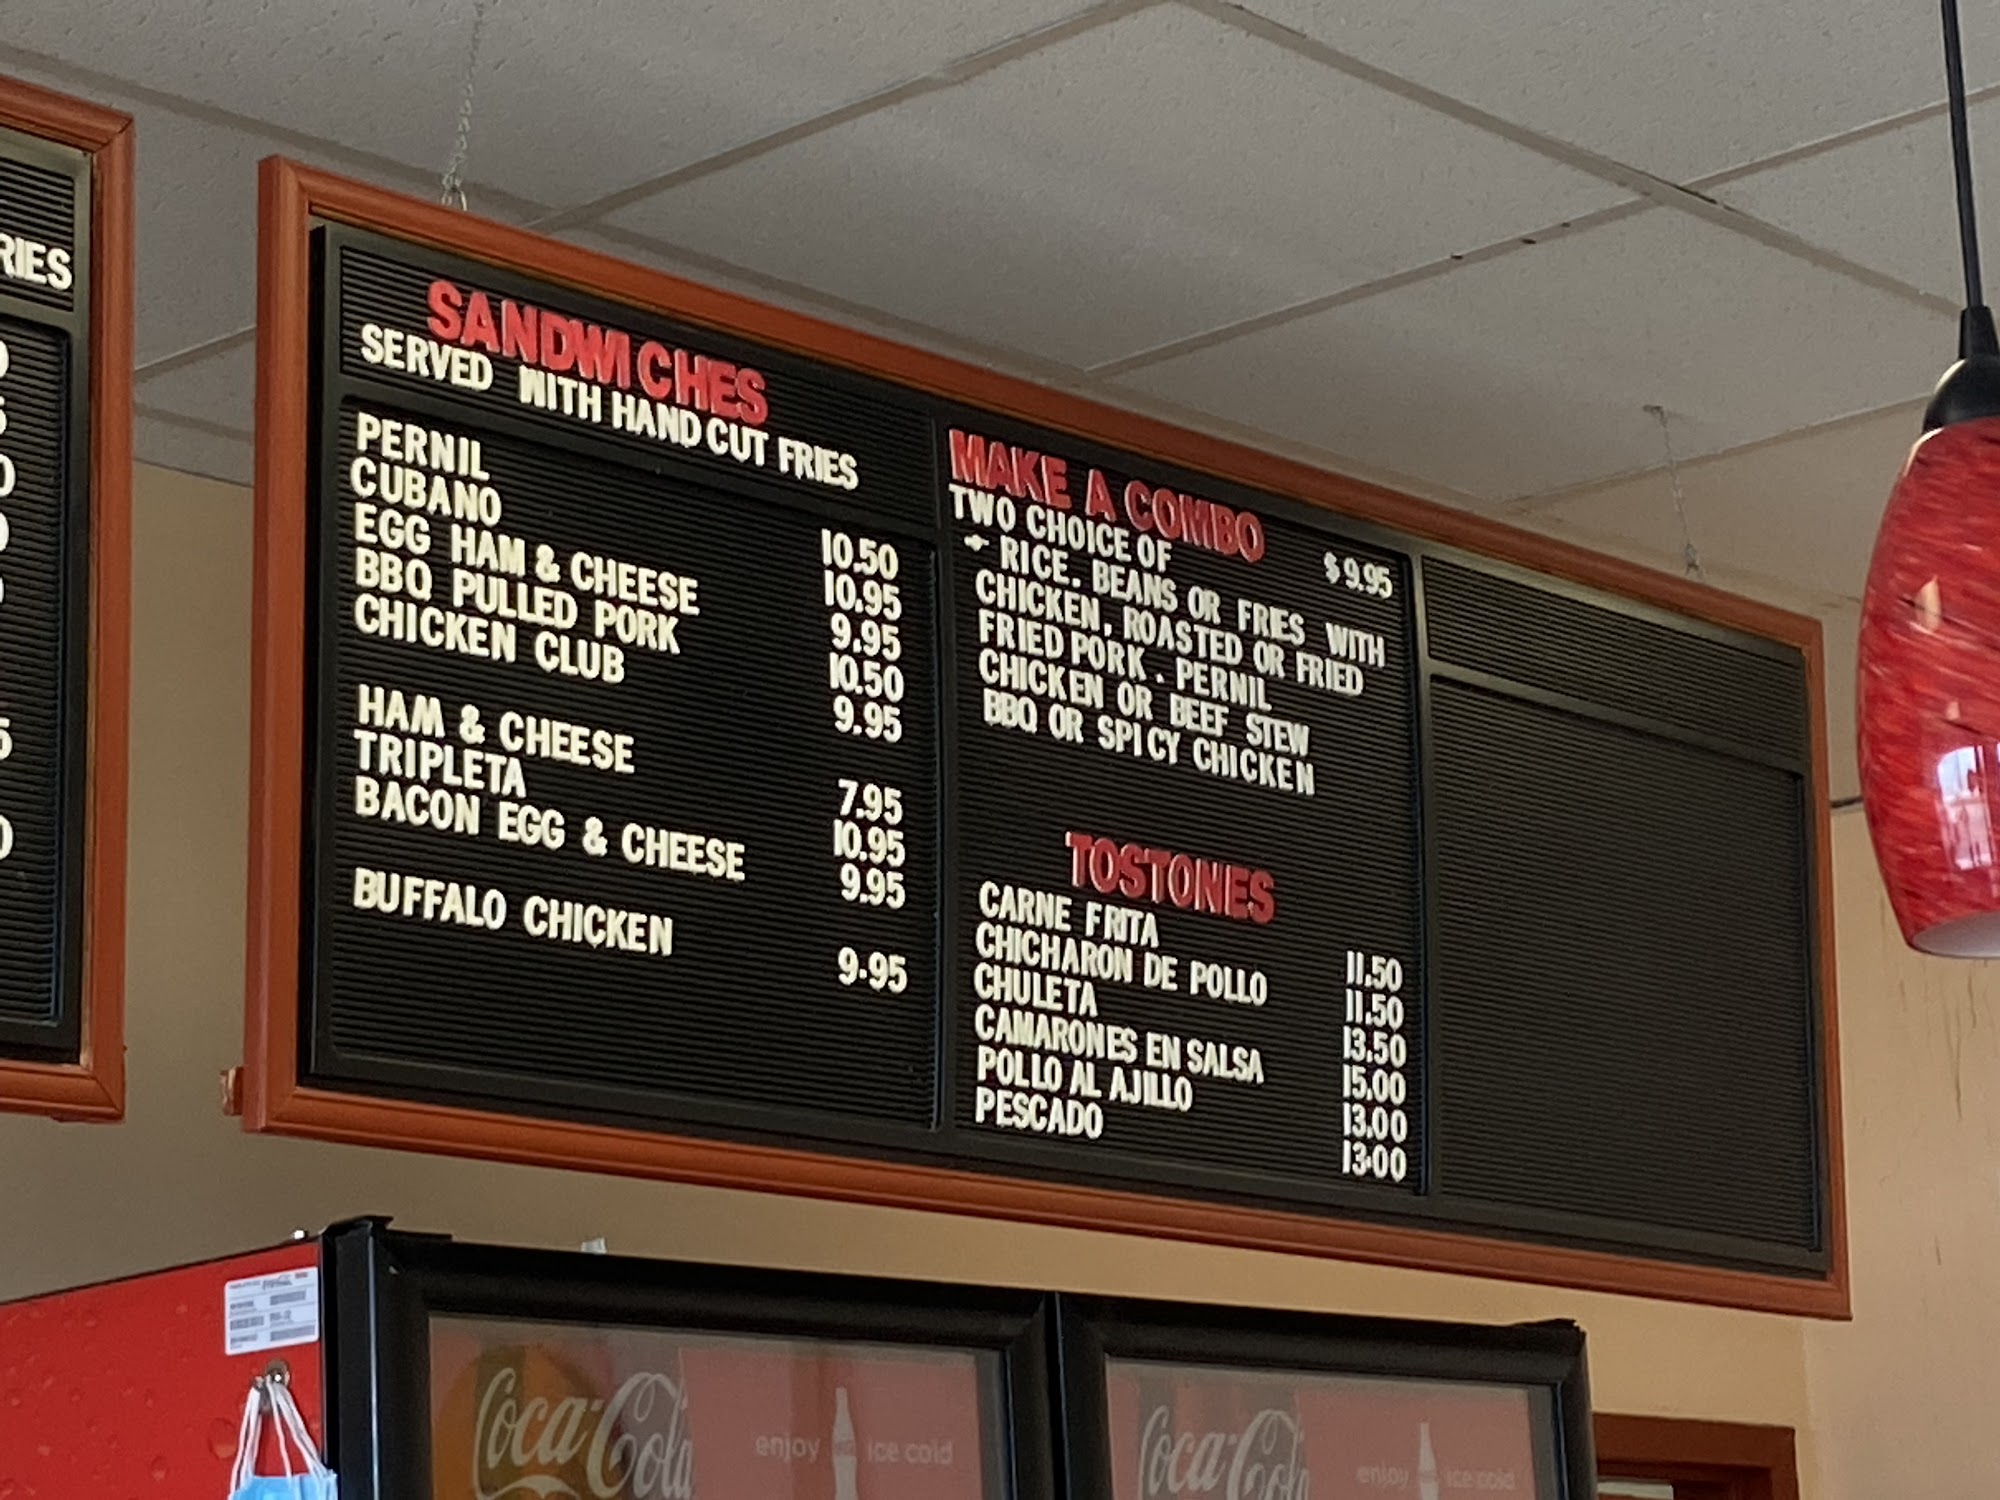 RIES
SANDWICHES
SERVED WITH HAND CUT FRIES
PERNIL 10.50
CUBANO 10.95
EGG HAM & CHEESE 9.95
BBQ PULLED PORK 10.50
CHICKEN CLUB 9.95
HAM & CHEESE 7.95
TRIPLETA 10.95
BACON EGG & CHEESE 9.95
BUFFALO CHICKEN 9.95
MAKE A COMBO
TWO CHOICE OF $9.95
RICE. BEANS OR FRIES WITH
CHICKEN, ROASTED OR FRIED
FRIED PORK. PERNIL
CHICKEN OR BEEF STEW
BBQ OR SPICY CHICKEN
TOSTONES
CARNE FRITA 11.50
CHICHARON DE POLLO 11.50
CHULETA 13.50
CAMARONES EN SALSA 15.00
POLLO AL AJILLO 13.00
PESCADO 13.00
Coca-Cola
enjoy ice cold
Coca-Cola
enjoy ice cold